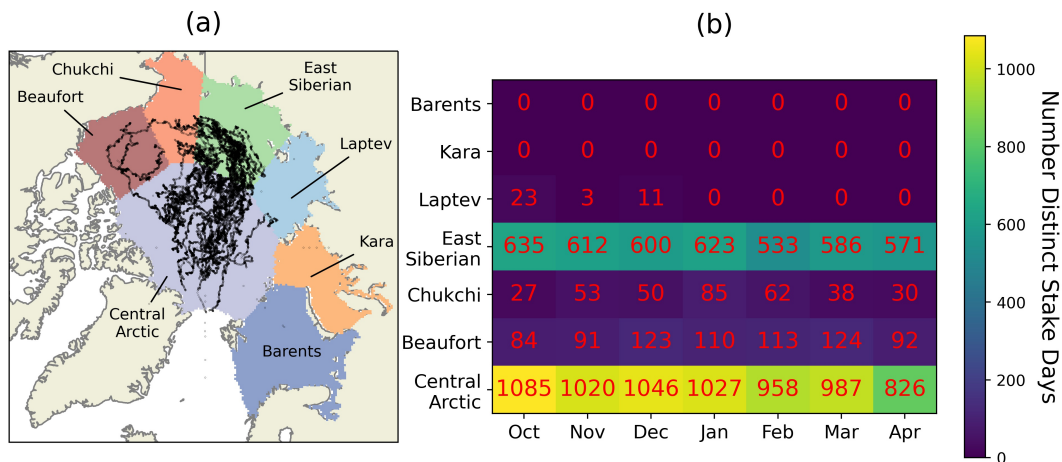 (a)
Chukchi
East
Siberian
Beaufort
Laptev
Kara
Central
Arctic
Barents
(b)
Barents 0 0 0 0 0 0 0
Kara 0 0 0 0 0 0 0
Laptev 23 3 11 0 0 0 0
East
Siberian 635 612 600 623 533 586 571
Chukchi 27 53 50 85 62 38 30
Beaufort 84 91 123 110 113 124 92
Central
Arctic 1085 1020 1046 1027 958 987 826
Oct Nov Dec Jan Feb Mar Apr
1000
800
600
400
200
0
Number Distinct Stake Days